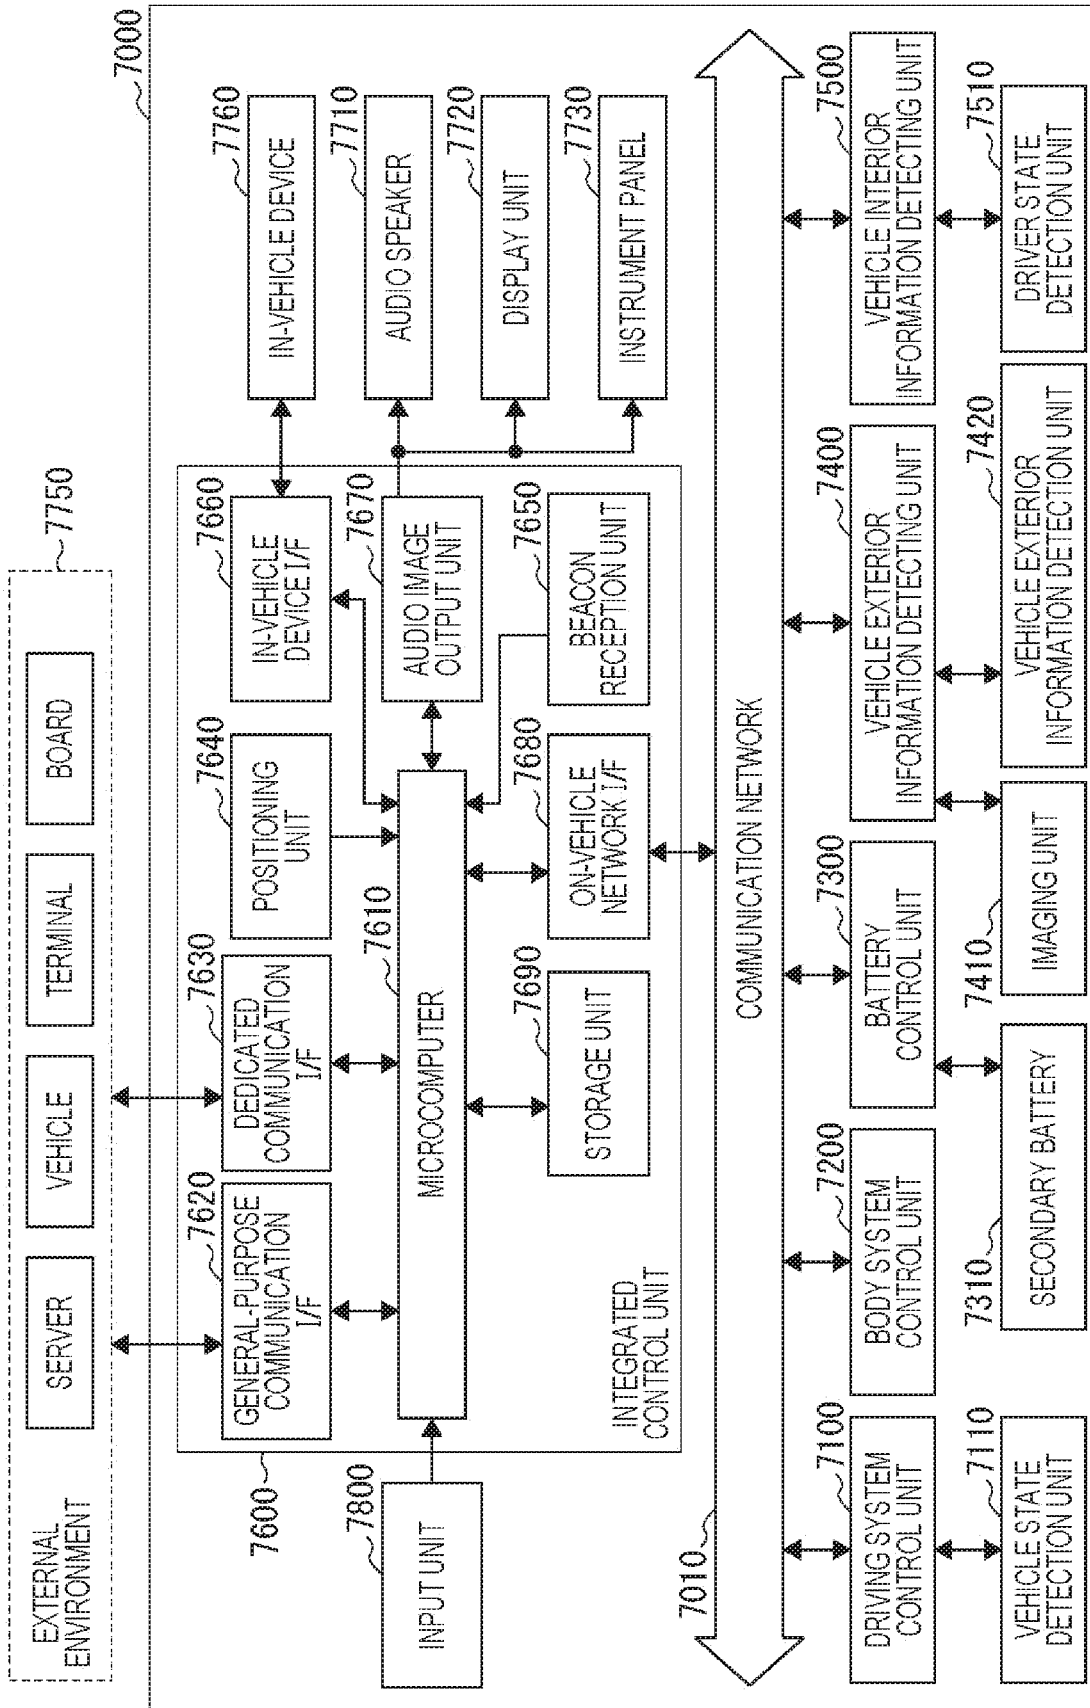 7000
EXTERNAL
ENVIRONMENT
SERVER
VEHICLE
TERMINAL
BOARD
7750
7600
7620
GENERAL-PURPOSE
COMMUNICATION
I/F
7630
DEDICATED
COMMUNICATION
I/F
7640
POSITIONING
UNIT
7660
IN-VEHICLE
DEVICE I/F
7760
IN-VEHICLE DEVICE
7800
INPUT UNIT
MICROCOMPUTER
7610
7670
AUDIO IMAGE
OUTPUT UNIT
7710
AUDIO SPEAKER
7720
DISPLAY UNIT
7730
INSTRUMENT PANEL
INTEGRATED
CONTROL UNIT
7690
STORAGE UNIT
7680
ON-VEHICLE
NETWORK I/F
7650
BEACON
RECEPTION UNIT
7010
COMMUNICATION NETWORK
7100
DRIVING SYSTEM
CONTROL UNIT
7200
BODY SYSTEM
CONTROL UNIT
7300
BATTERY
CONTROL UNIT
7400
VEHICLE EXTERIOR
INFORMATION DETECTING UNIT
7500
VEHICLE INTERIOR
INFORMATION DETECTING UNIT
7110
VEHICLE STATE
DETECTION UNIT
7310
SECONDARY BATTERY
7410
IMAGING UNIT
7420
VEHICLE EXTERIOR
INFORMATION DETECTION UNIT
7510
DRIVER STATE
DETECTION UNIT